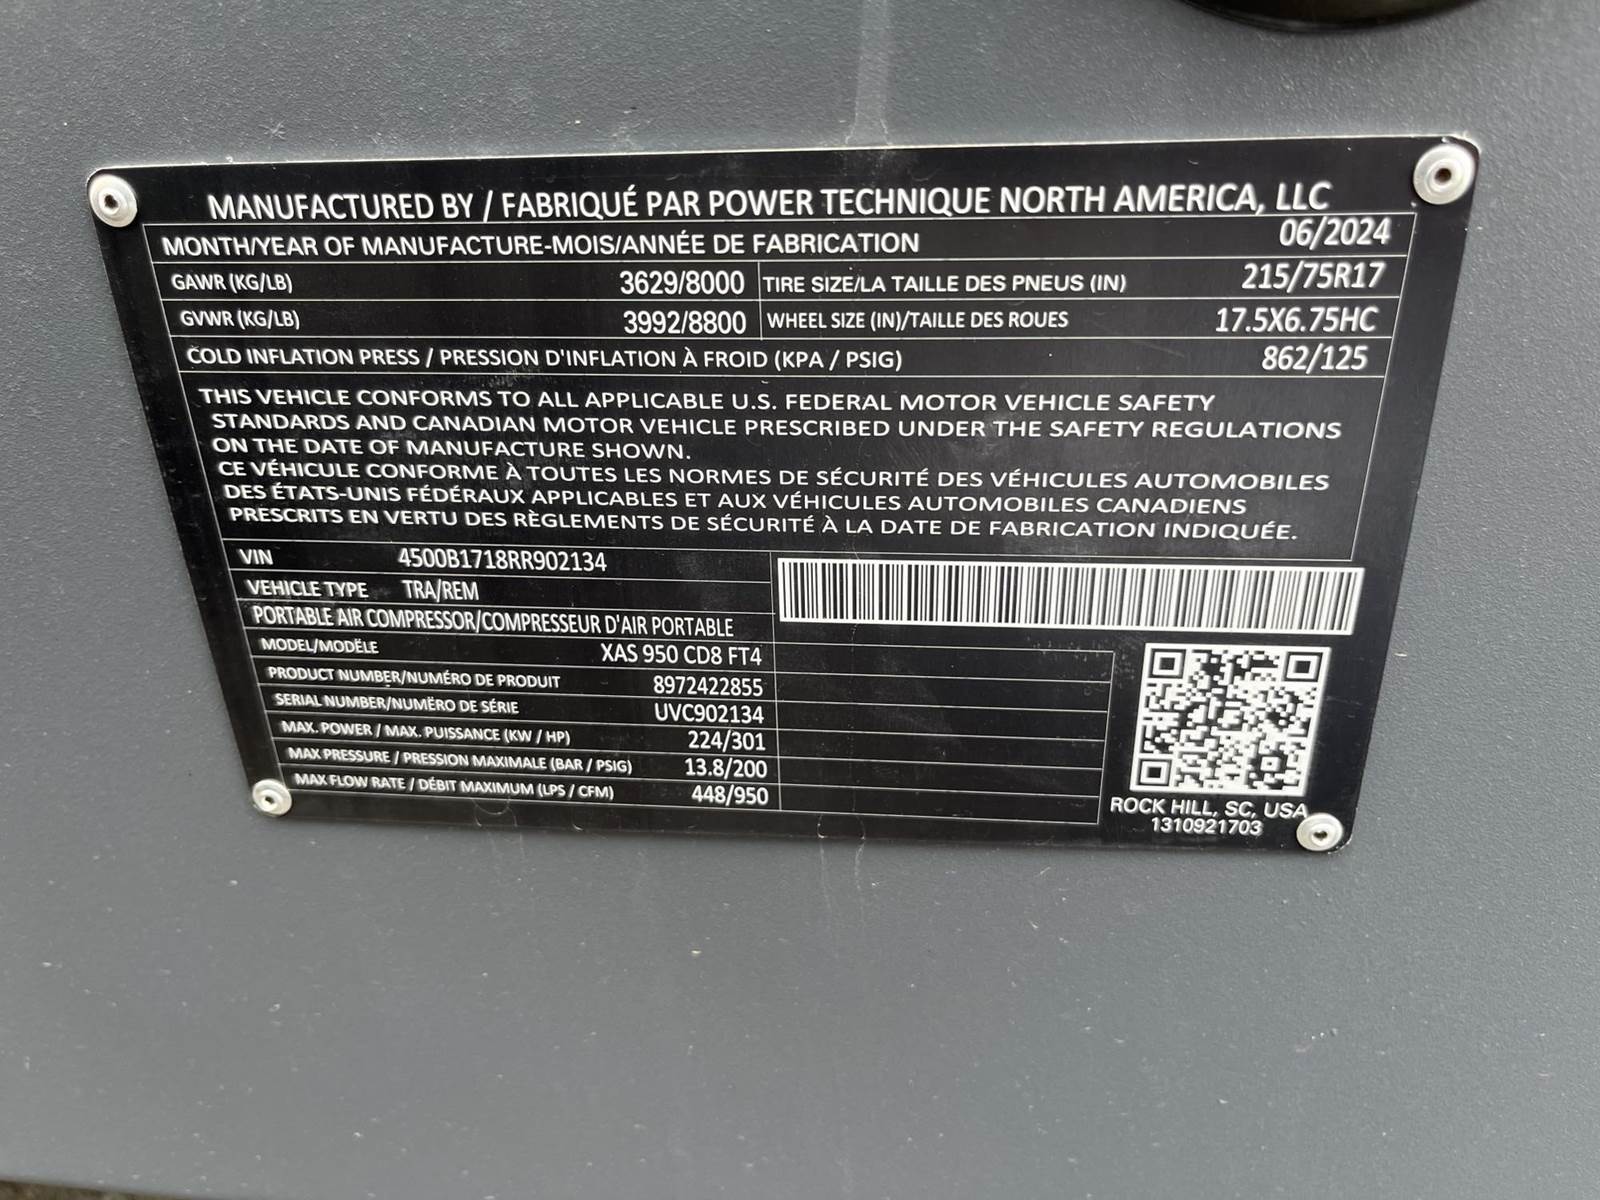 MANUFACTURED BY / FABRIQUÉ PAR POWER TECHNIQUE NORTH AMERICA, LLC
MONTH/YEAR OF MANUFACTURE-MOIS/ANNÉE DE FABRICATION 06/2024
GAWR (KG/LB) 3629/8000 TIRE SIZE/LA TAILLE DES PNEUS (IN) 215/75R17
GVWR (KG/LB) 3992/8800 WHEEL SIZE (IN)/TAILLE DES ROUES 17.5X6.75HC
COLD INFLATION PRESS / PRESSION D'INFLATION À FROID (KPA / PSIG) 862/125
THIS VEHICLE CONFORMS TO ALL APPLICABLE U.S. FEDERAL MOTOR VEHICLE SAFETY
STANDARDS AND CANADIAN MOTOR VEHICLE PRESCRIBED UNDER THE SAFETY REGULATIONS
ON THE DATE OF MANUFACTURE SHOWN.
CE VÉHICULE CONFORME À TOUTES LES NORMES DE SÉCURITÉ DES VÉHICULES AUTOMOBILES
DES ÉTATS-UNIS FÉDÉRAUX APPLICABLES ET AUX VÉHICULES AUTOMOBILES CANADIENS
PRESCRITS EN VERTU DES RÈGLEMENTS DE SÉCURITÉ À LA DATE DE FABRICATION INDIQUÉE.
VIN 4500B1718RR902134
VEHICLE TYPE TRA/REM
PORTABLE AIR COMPRESSOR/COMPRESSEUR D'AIR PORTABLE
MODEL/MODËLE XAS 950 CD8 FT4
PRODUCT NUMBER/NUMÉRO DE PRODUIT 8972422855
SERIAL NUMBER/NUMËRO DE SÉRIE UVC902134
MAX. POWER / MAX. PUISSANCE (KW / HP) 224/301
MAX PRESSURE / PRESSION MAXIMALE (BAR / PSIG) 13.8/200
MAX FLOW RATE / DÉBIT MAXIMUM (LPS / CFM) 448/950
ROCK HILL, SC, USA
1310921703